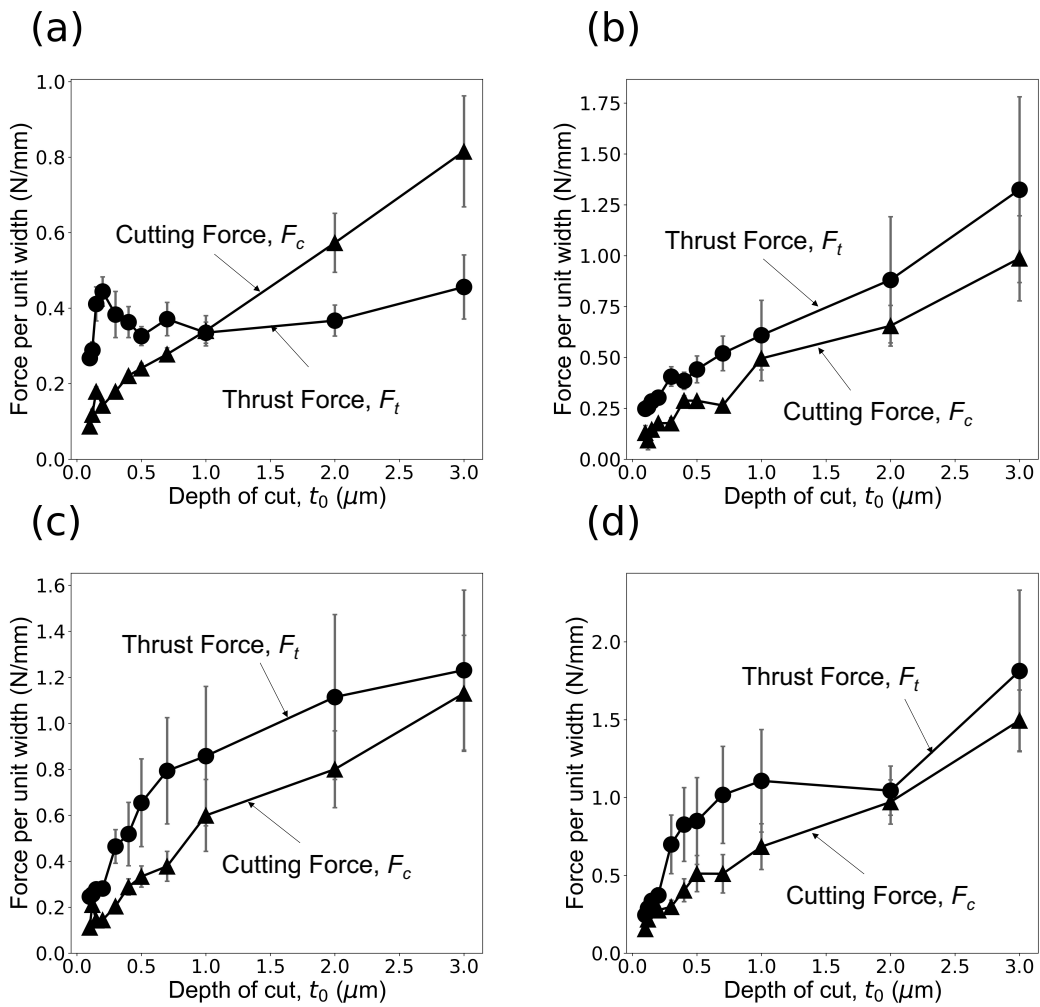 (a)
Force per unit width (N/mm)
1.0
0.8
0.6
0.4
0.2
0.0
Cutting Force, Fc
Thrust Force, Ft
0.0 0.5 1.0 1.5 2.0 2.5 3.0
Depth of cut, t0 (μm)
(b)
Force per unit width (N/mm)
1.75
1.50
1.25
1.00
0.75
0.50
0.25
0.00
Thrust Force, Ft
Cutting Force, Fc
0.0 0.5 1.0 1.5 2.0 2.5 3.0
Depth of cut, t0 (μm)
(c)
Force per unit width (N/mm)
1.6
1.4
1.2
1.0
0.8
0.6
0.4
0.2
0.0
Thrust Force, Ft
Cutting Force, Fc
0.0 0.5 1.0 1.5 2.0 2.5 3.0
Depth of cut, t0 (μm)
(d)
Force per unit width (N/mm)
2.0
1.5
1.0
0.5
0.0
Thrust Force, Ft
Cutting Force, Fc
0.0 0.5 1.0 1.5 2.0 2.5 3.0
Depth of cut, t0 (μm)